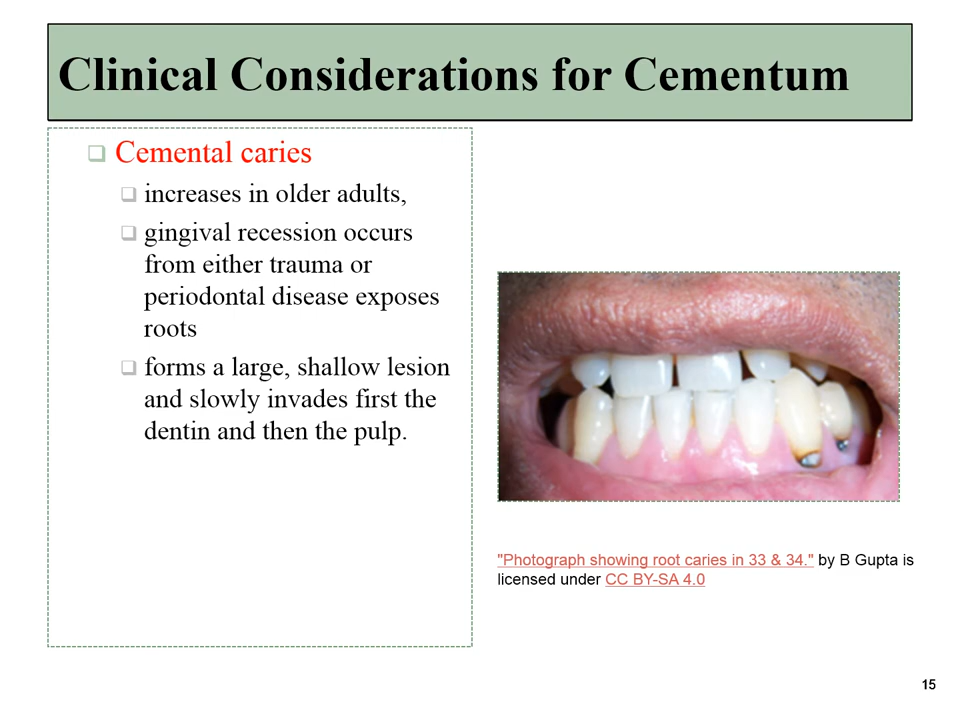 Clinical Considerations for Cementum
Cemental caries
increases in older adults,
gingival recession occurs
from either trauma or
periodontal disease exposes
roots
forms a large, shallow lesion
and slowly invades first the
dentin and then the pulp.
"Photograph showing root caries in 33 & 34." by B Gupta is
licensed under CC BY-SA 4.0
15